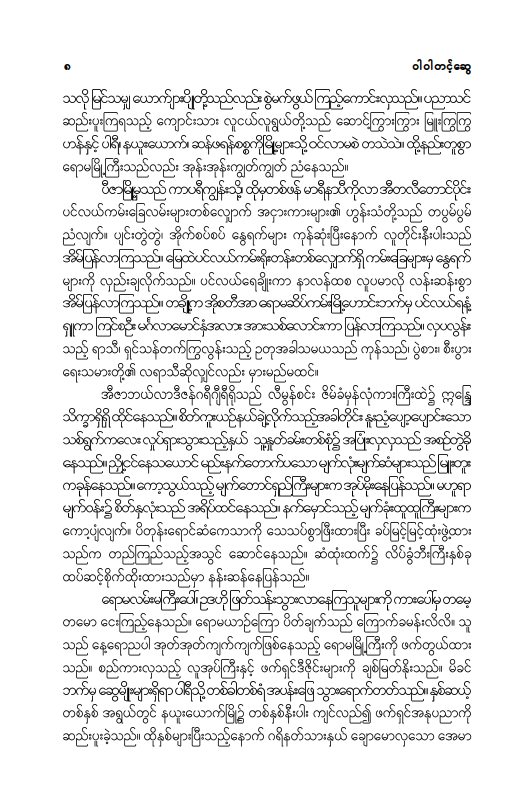 ၈ ဝါဝါတင့်ဆွေ
သလို မြင်သမျှ ယောက်ျားပျိုတို့သည်လည်း စွဲမက်ဖွယ် ကြည့်ကောင်းလှသည်။ ပညာသင်
ဆည်းပူးကြရသည့် ကျောင်းသား လူငယ်လူရွယ်တို့သည် ဆောင့်ကြွားကြွား မြူးကြွကြွ
ဟန်နှင့် ပါရီ၊ နယူးယောက်၊ ဆန်ဖရန်စစ္စကိုမြို့များသို့ ဝင်လာမစဲ တသဲသဲ။ ထို့နည်းတူစွာ
ရောမမြို့ကြီးသည်လည်း အုန်းအုန်းကျွတ်ကျွတ် ညံနေသည်။
ပီဇာမြို့မှသည် ကာပရီကျွန်းသို့၊ ထိုမှတစ်ဖန် မာရီနာပီကိုလာ အီတလီတောင်ပိုင်း
ပင်လယ်ကမ်းခြေလမ်းများတစ်လျှောက် အငှားကားများ၏ ဟွန်းသံတို့သည် တပွမ်ပွမ်
ညံလျက်။ ပျင်းတွဲတွဲ၊ အိုက်စပ်စပ် နွေရက်များ ကုန်ဆုံးပြီးနောက် လူတိုင်းနီးပါးသည်
အိမ်ပြန်လာကြသည်။ မြေထဲပင်လယ်ကမ်းရိုးတန်းတစ်လျှောက်ရှိ ကမ်းခြေများမှ နွေရက်
များကို လှည်းချလိုက်သည်။ ပင်လယ်ရေချိုးကာ နာလန်ထစ လူပမာလို လန်းဆန်းစွာ
အိမ်ပြန်လာကြသည်။ တချို့က အိုစတီအာ ရောမဆိပ်ကမ်းမြို့ဟောင်းဘက်မှ ပင်လယ်ရနံ့
ရှူကာ ကြင်စဦး မင်္ဂလာမောင်နှံအလား အားသစ်လောင်းကာ ပြန်လာကြသည်။ လှပလွန်း
သည့် ရာသီ၊ ရှင်သန်တက်ကြွလွန်းသည့် ဥတုအခါသမယသည် ကုန်သည်၊ ပွဲစား၊ စီးပွား
ရေးသမားတို့၏ လရာသီဆိုလျှင်လည်း မှားမည်မထင်။
အီဇာဘယ်လာဒီဇန်ဂရီဂျီရီရိုသည် လီမွန်စင်း ဇိမ်ခံမှန်လုံကားကြီးထဲ၌ ဣန္ဒြေ
သိက္ခာရှိရှိ ထိုင်နေသည်။ စိတ်ကူးယဉ်နယ်ချဲ့လိုက်သည့်အခါတိုင်း နူးညံ့ပျော့ပျောင်းသော
သစ်ရွက်ကကလေး လှုပ်ရှားသွားသည့်နှယ် သူ့နှုတ်ခမ်းတစ်စုံ၌ အပြုံးလှလှသည် အစဉ်တွဲခို
နေသည်။ ညှို့ငင်နေသယောင် မည်းနက်တောက်ပသော မျက်လုံးမျက်ဆံများသည် မြူးတူး
ကခုန်နေသည်။ ကော့သွယ်သည့် မျက်တောင်ရှည်ကြီးများက အုပ်မိုးနေပြန်သည်။ မဟူရာ
မျက်ဝန်း၌ စိတ်နှလုံးသည် အရိပ်ထင်နေသည်။ နက်မှောင်သည့် မျက်ခုံးထူထူကြီးများက
ကော့ပျံလျက်။ ပိတုန်းရောင်ဆံကေသာကို သေသပ်စွာဖြီးထားပြီး ခပ်မြင့်မြင့်ထုံးဖွဲ့ထား
သည်က တည်ကြည်သည့်အသွင် ဆောင်နေသည်။ ဆံထုံးထက်၌ လိပ်ခွံဘီးကြီးနှစ်ခု
ထပ်ဆင့်စိုက်ထိုးထားသည်မှာ နန်းဆန်နေပြန်သည်။
ရောမလမ်းမကြီးပေါ် ဥဒဟို ဖြတ်သန်းသွားလာနေကြသူများကို ကားပေါ်မှ တမေ့
တမော ငေးကြည့်နေသည်။ ရောမယာဉ်ကြော ပိတ်ချက်သည် ကြောက်ခမန်းလိလိ။ သူ
သည် နေ့ရောညပါ အုတ်အုတ်ကျက်ကျက်ဖြစ်နေသည့် ရောမမြို့ကြီးကို ဖက်တွယ်ထား
သည်။ စည်ကားလှသည့် လူအုပ်ကြီးနှင့် ဖက်ရှင်ဒီဇိုင်းများကို ချစ်မြတ်နိုးသည်။ မိခင်
ဘက်မှ ဆွေမျိုးများရှိရာ ပါရီသို့ တစ်ခါတစ်ရံ အပန်းဖြေ သွားရောက်တတ်သည်။ နှစ်ဆယ့်
တစ်နှစ် အရွယ်တွင် နယူးယောက်မြို့၌ တစ်နှစ်နီးပါး ကျင်လည်၍ ဖက်ရှင်အနုပညာကို
ဆည်းပူးခဲ့သည်။ ထိုနှစ်များပြီးသည့်နောက် ဂရိနတ်သားနှယ် ချောမောလှသော အေမာ